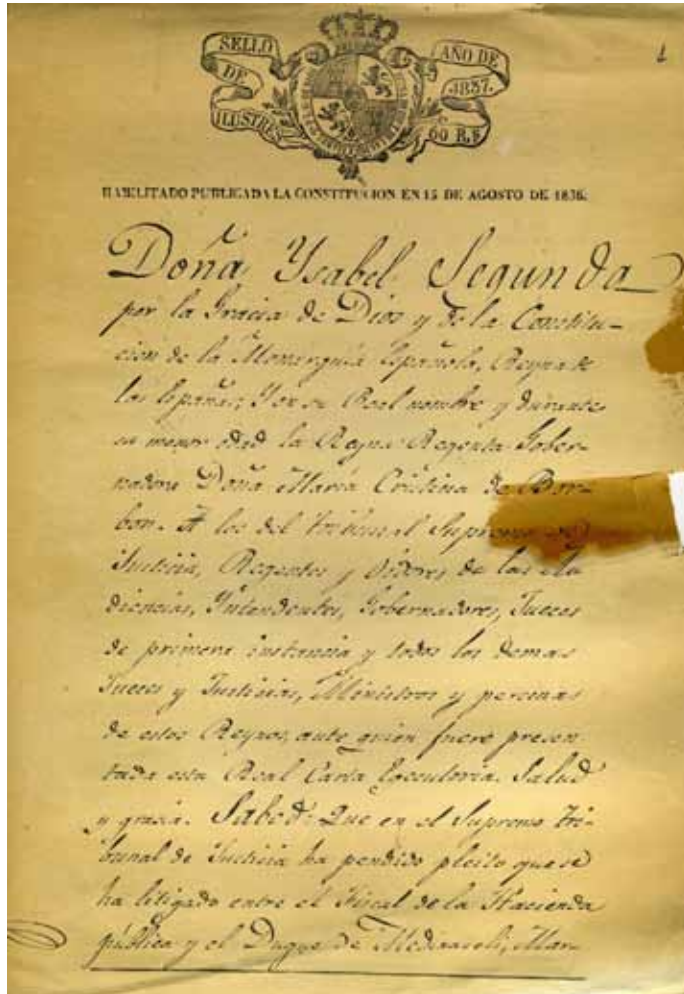 SELLO DE ILUSTRES
AÑO DE 1837.
60 R.S
1
HABILITADO PUBLICADA LA CONSTITUCION EN 15 DE AGOSTO DE 1836.
Doña Ysabel Segunda
por la Gracia de Dios y de la Constitu-
cion de la Monarquía Española, Reyna de
las Españas; Y en su Real nombre y durante
su menor edad la Reyna Regenta Gober-
nadora Doña María Cristina de Bor-
bon. A los del Tribunal Supremo de
Justicia, Regentes y Oidores de las Au
diencias, Yntendentes, Gobernadores, Jueces
de primera instancia y todos los demas
Jueces y Justicias, Ministros y personas
de estos Reynos, ante quien fuere presen
tada esta Real Carta Egecutoria. Salud
y gracia. Sabed: Que en el Supremo Tri-
bunal de Justicia ha pendido pleito que se
ha litigado entre el Fiscal de la Hacienda
pública y el Duque de Medinaceli, Mar-